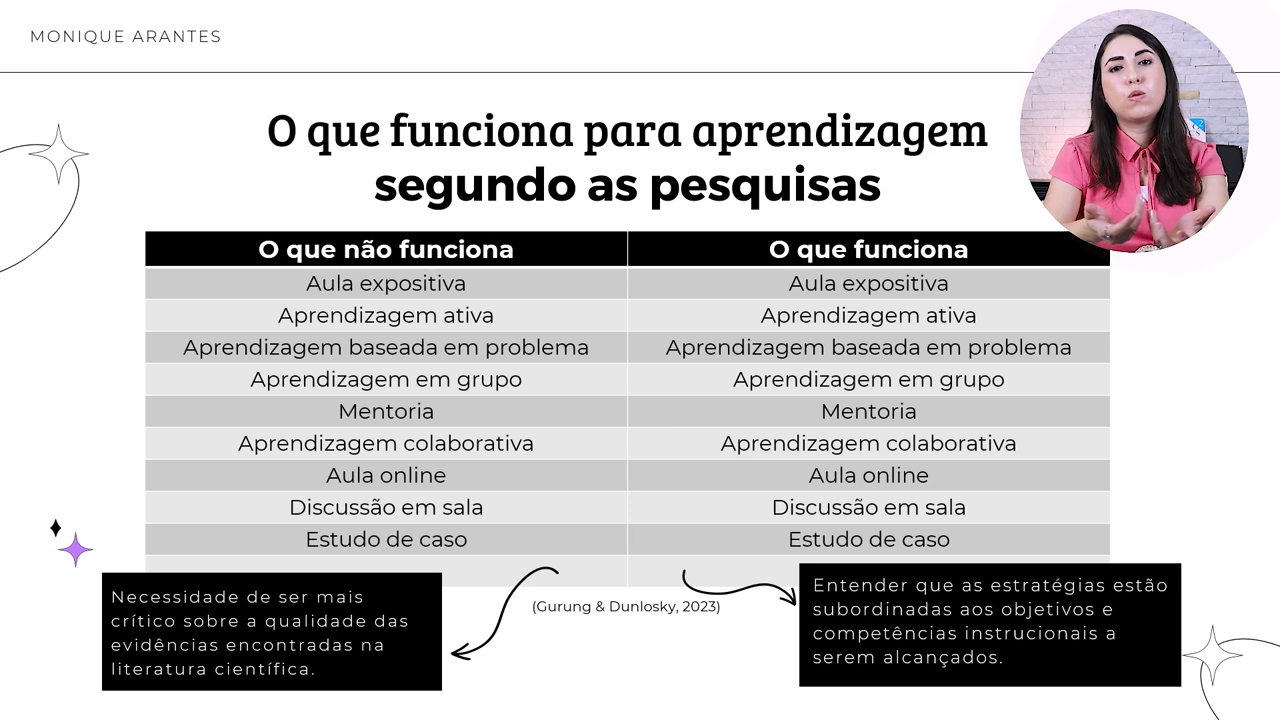 MONIQUE ARANTES
O que funciona para aprendizagem
segundo as pesquisas
O que não funciona O que funciona
Aula expositiva Aula expositiva
Aprendizagem ativa Aprendizagem ativa
Aprendizagem baseada em problema Aprendizagem baseada em problema
Aprendizagem em grupo Aprendizagem em grupo
Mentoria Mentoria
Aprendizagem colaborativa Aprendizagem colaborativa
Aula online Aula online
Discussão em sala Discussão em sala
Estudo de caso Estudo de caso
(Gurung & Dunlosky, 2023)
Necessidade de ser mais
crítico sobre a qualidade das
evidências encontradas na
literatura científica.
Entender que as estratégias estão
subordinadas aos objetivos e
competências instrucionais a
serem alcançados.